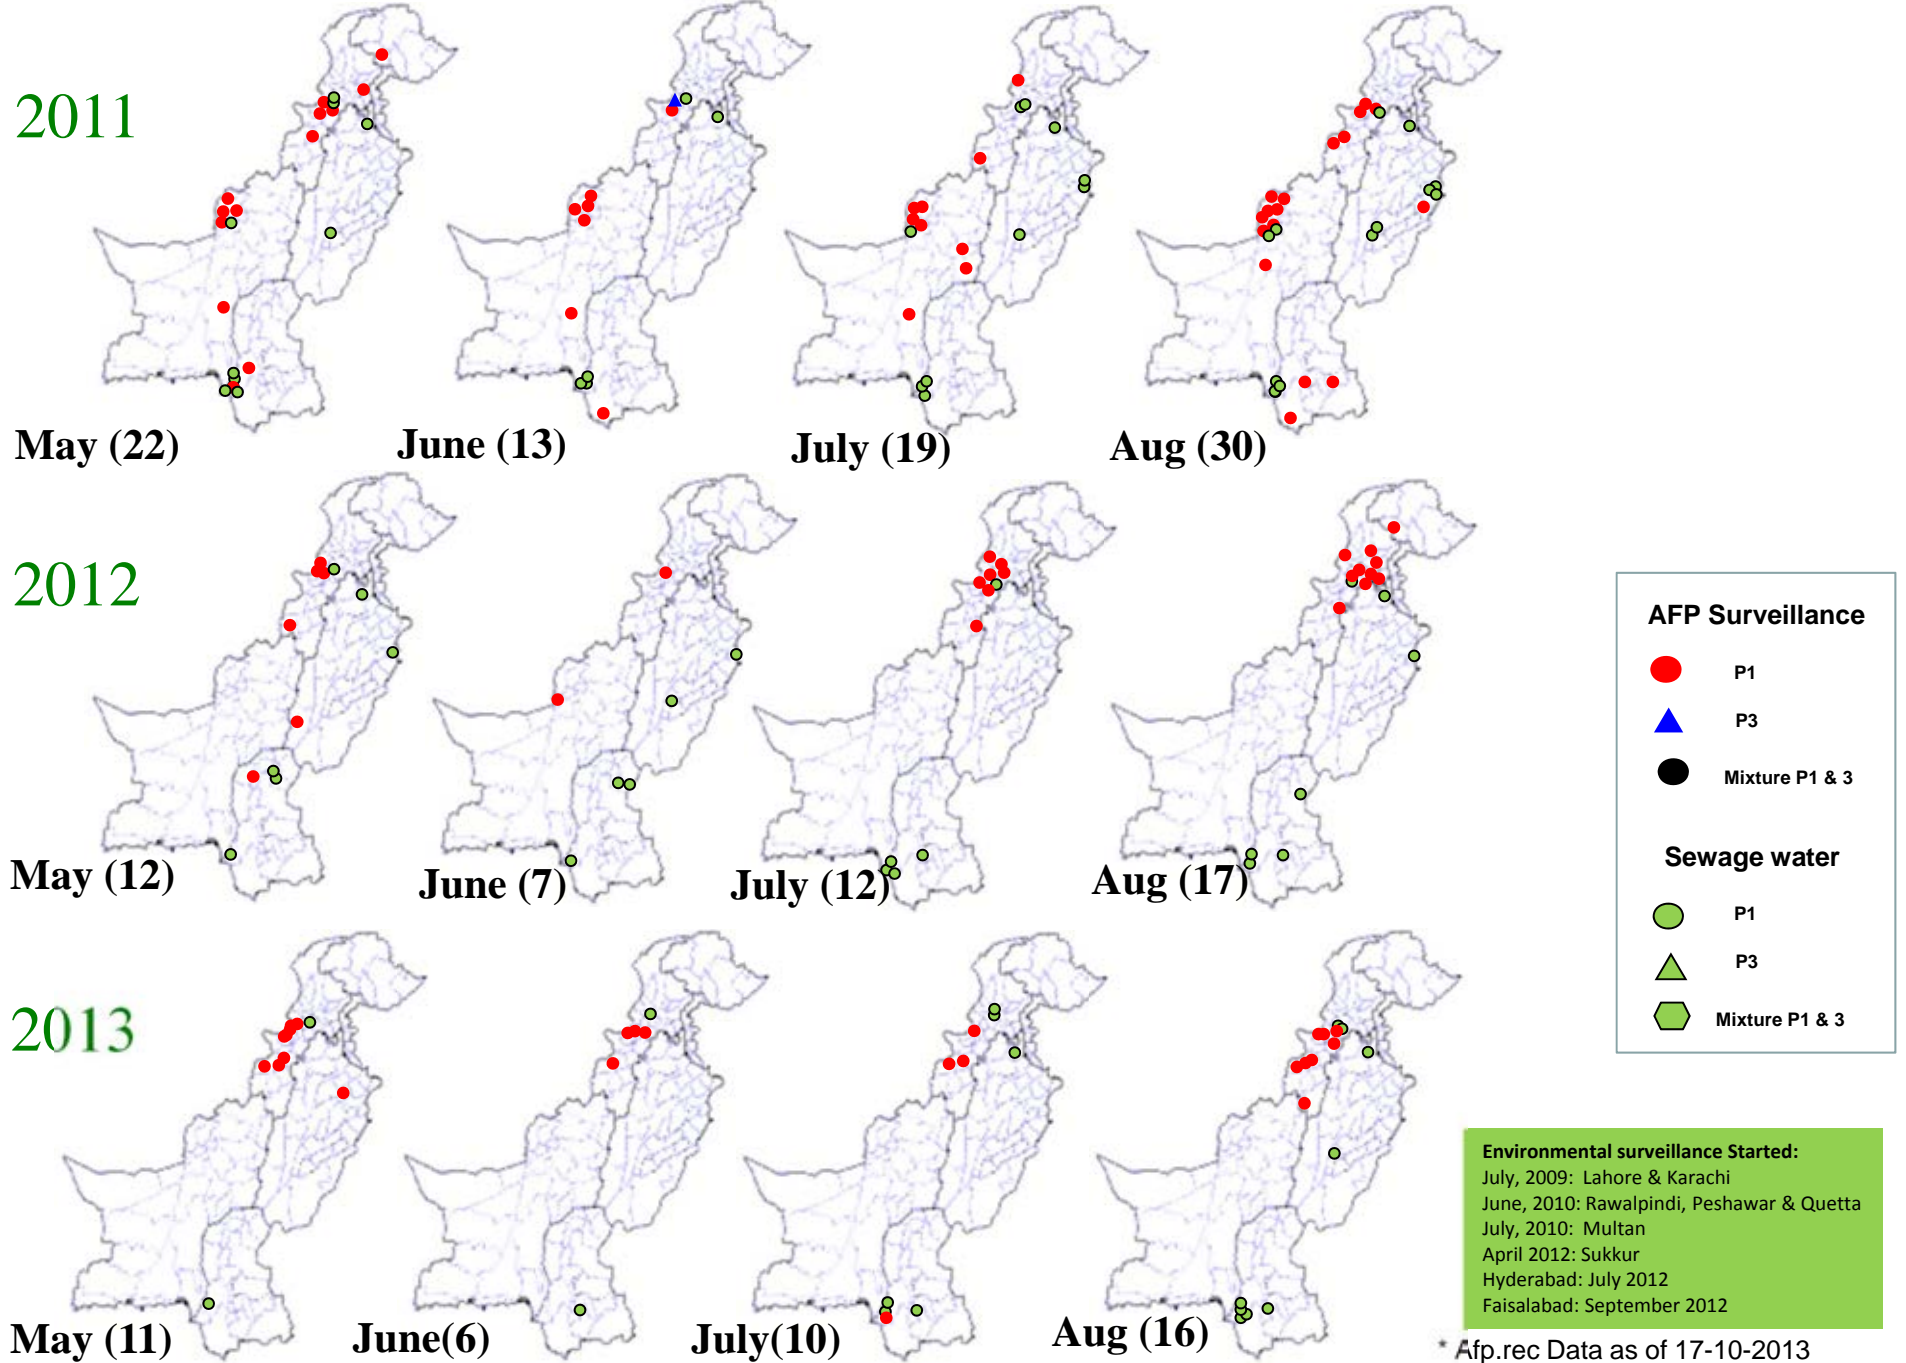 2011
May (22)
June (13)
July (19)
Aug (30)
2012
May (12)
June (7)
July (12)
Aug (17)
2013
May (11)
June(6)
July(10)
Aug (16)
AFP Surveillance
P1
P3
Mixture P1 & 3
Sewage water
P1
P3
Mixture P1 & 3
Environmental surveillance Started:
July, 2009: Lahore & Karachi
June, 2010: Rawalpindi, Peshawar & Quetta
July, 2010: Multan
April 2012: Sukkur
Hyderabad: July 2012
Faisalabad: September 2012
* Afp.rec Data as of 17-10-2013